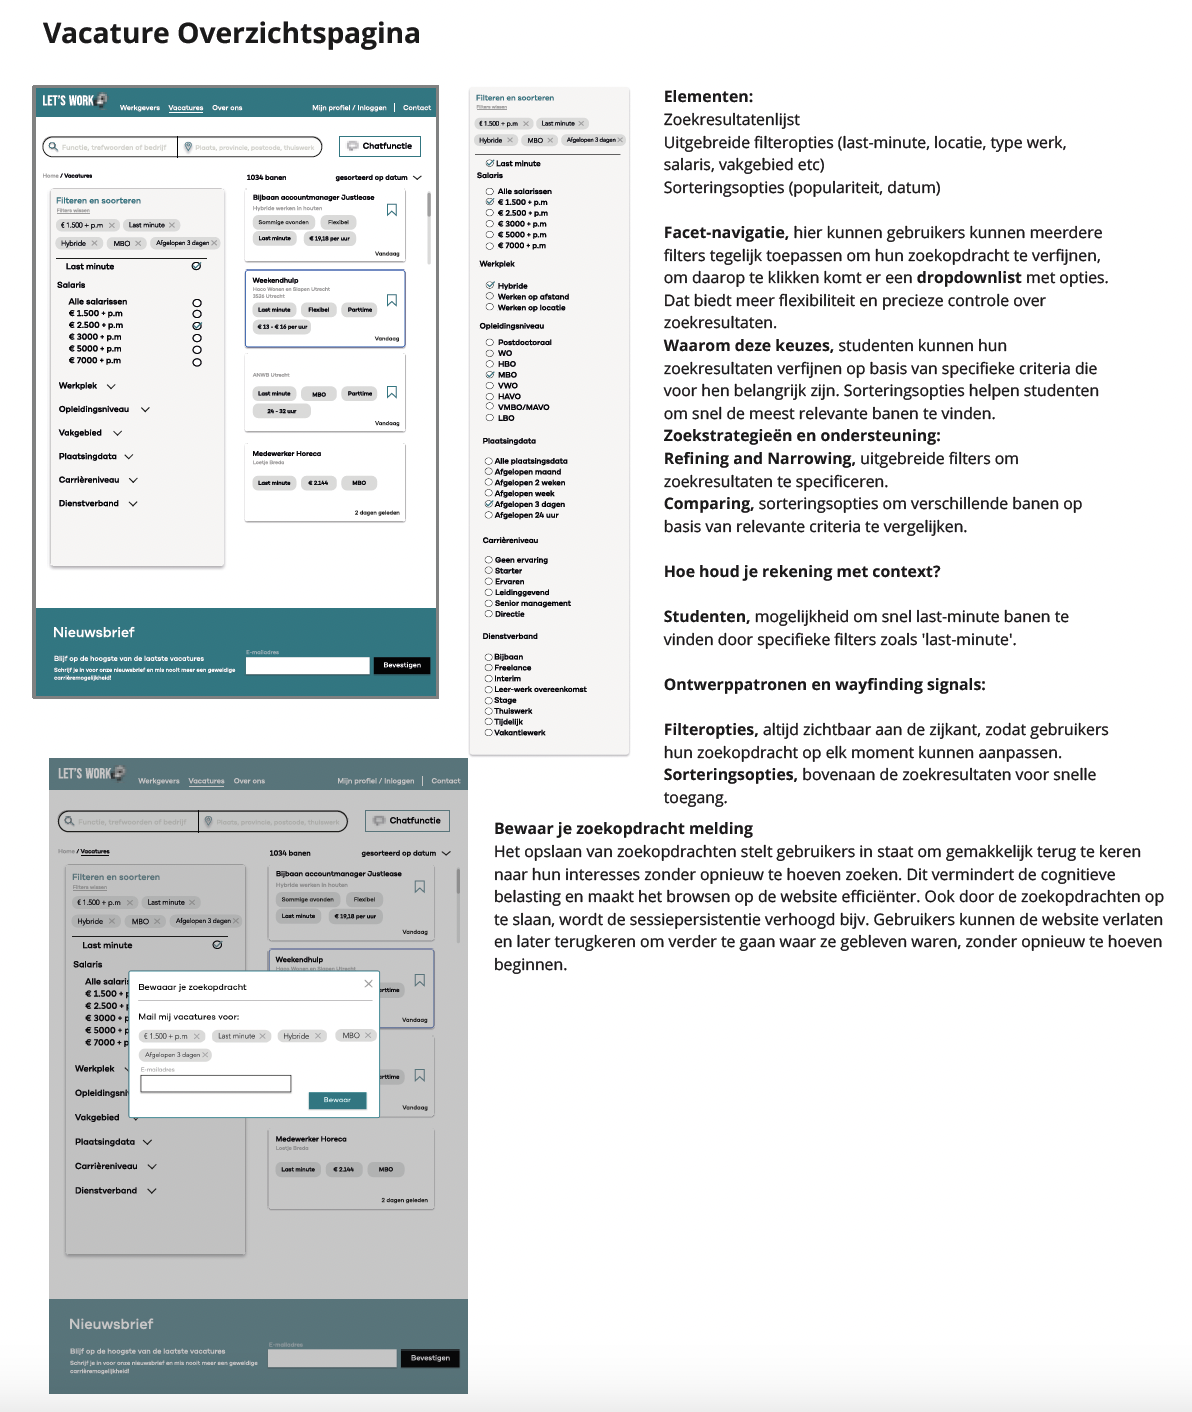 Vacature Overzichtspagina
LET'S WORK
Werkgevers
Vacatures
Over ons
Mijn profiel / Inloggen
Contact
Functie, trefwoorden of bedrijf
Plaats, provincie, postcode, thuiswerk
Chatfunctie
Home / Vacatures
1034 banen
gesorteerd op datum
Filteren en soorteren
Filters wissen
€ 1.500 + p.m
Last minute
Hybride
MBO
Afgelopen 3 dagen
Last minute
Salaris
Alle salarissen
€ 1.500 + p.m
€ 2.500 + p.m
€ 3000 + p.m
€ 5000 + p.m
€ 7000 + p.m
Werkplek
Opleidingsniveau
Vakgebied
Plaatsingdata
Carrièreniveau
Dienstverband
Bijbaan accountmanager Justlease
Hybride werken in houten
Sommige avonden
Flexibel
Last minute
€ 19,18 per uur
Vandaag
Weekendhulp
Haco Wonen en Slapen Utrecht
3526 Utrecht
Last minute
Flexibel
Parttime
€ 13 - € 16 per uur
Vandaag
ANWB Utrecht
Last minute
MBO
Parttime
24 - 32 uur
Vandaag
Medewerker Horeca
Loetje Breda
Last minute
€ 2.144
MBO
2 dagen geleden
Nieuwsbrief
Blijf op de hoogste van de laatste vacatures
Schrijf je in voor onze nieuwsbrief en mis nooit meer een geweldige
carrièremogelijkheid!
E-mailadres
Bevestigen
Filteren en soorteren
Filters wissen
€ 1.500 + p.m
Last minute
Hybride
MBO
Afgelopen 3 dagen
Last minute
Salaris
Alle salarissen
€ 1.500 + p.m
€ 2.500 + p.m
€ 3000 + p.m
€ 5000 + p.m
€ 7000 + p.m
Werkplek
Hybride
Werken op afstand
Werken op locatie
Opleidingsniveau
Postdoctoraal
WO
HBO
MBO
VWO
HAVO
VMBO/MAVO
LBO
Plaatsingdata
Alle plaatsingsdata
Afgelopen maand
Afgelopen 2 weken
Afgelopen week
Afgelopen 3 dagen
Afgelopen 24 uur
Carrièreniveau
Geen ervaring
Starter
Ervaren
Leidinggevend
Senior management
Directie
Dienstverband
Bijbaan
Freelance
Interim
Leer-werk overeenkomst
Stage
Thuiswerk
Tijdelijk
Vakantiewerk
Elementen:
Zoekresultatenlijst
Uitgebreide filteropties (last-minute, locatie, type werk,
salaris, vakgebied etc)
Sorteringsopties (populariteit, datum)
Facet-navigatie, hier kunnen gebruikers kunnen meerdere
filters tegelijk toepassen om hun zoekopdracht te verfijnen,
om daarop te klikken komt er een dropdownlist met opties.
Dat biedt meer flexibiliteit en precieze controle over
zoekresultaten.
Waarom deze keuzes, studenten kunnen hun
zoekresultaten verfijnen op basis van specifieke criteria die
voor hen belangrijk zijn. Sorteringsopties helpen studenten
om snel de meest relevante banen te vinden.
Zoekstrategieën en ondersteuning:
Refining and Narrowing, uitgebreide filters om
zoekresultaten te specificeren.
Comparing, sorteringsopties om verschillende banen op
basis van relevante criteria te vergelijken.
Hoe houd je rekening met context?
Studenten, mogelijkheid om snel last-minute banen te
vinden door specifieke filters zoals 'last-minute'.
Ontwerppatronen en wayfinding signals:
Filteropties, altijd zichtbaar aan de zijkant, zodat gebruikers
hun zoekopdracht op elk moment kunnen aanpassen.
Sorteringsopties, bovenaan de zoekresultaten voor snelle
toegang.
Bewaar je zoekopdracht melding
Het opslaan van zoekopdrachten stelt gebruikers in staat om gemakkelijk terug te keren
naar hun interesses zonder opnieuw te hoeven zoeken. Dit vermindert de cognitieve
belasting en maakt het browsen op de website efficiënter. Ook door de zoekopdrachten op
te slaan, wordt de sessiepersistentie verhoogd bijv. Gebruikers kunnen de website verlaten
en later terugkeren om verder te gaan waar ze gebleven waren, zonder opnieuw te hoeven
beginnen.
LET'S WORK
Werkgevers
Vacatures
Over ons
Mijn profiel / Inloggen
Contact
Functie, trefwoorden of bedrijf
Plaats, provincie, postcode, thuiswerk
Chatfunctie
Home / Vacatures
1034 banen
gesorteerd op datum
Filteren en soorteren
Filters wissen
€ 1.500 + p.m
Last minute
Hybride
MBO
Afgelopen 3 dagen
Last minute
Salaris
Alle salari
€ 1.500 + p
€ 2.500 +
€ 3000 + p
€ 5000 + p
€ 7000 + p
Werkplek
Opleidingsni
Vakgebied
Plaatsingdata
Carrièreniveau
Dienstverband
Bijbaan accountmanager Justlease
Hybride werken in houten
Sommige avonden
Flexibel
Last minute
€ 19,18 per uur
Vandaag
Weekendhulp
Haco Wonen en Slapen Utrecht
rttime
Vandaag
rttime
Vandaag
Medewerker Horeca
Loetje Breda
Last minute
€ 2.144
MBO
2 dagen geleden
Bewaaar je zoekopdracht
Mail mij vacatures voor:
€ 1.500 + p.m
Last minute
Hybride
MBO
Afgelopen 3 dagen
E-mailadres
Bewaar
Nieuwsbrief
Blijf op de hoogste van de laatste vacatures
Schrijf je in voor onze nieuwsbrief en mis nooit meer een geweldige
carrièremogelijkheid!
E-mailadres
Bevestigen